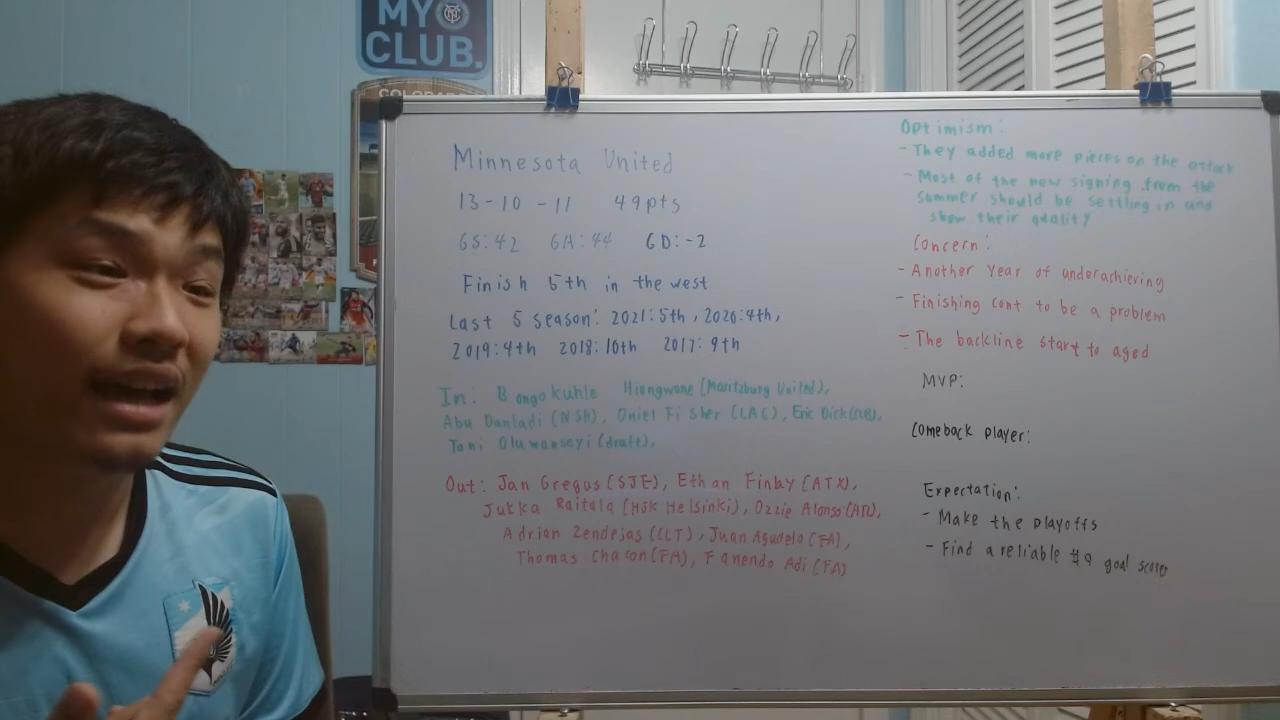 MY
CLUB.
COLORADO
Minnesota United
13-10-11 49pts
GS:42 GA:44 GD:-2
Finish 5th in the west
Last 5 season: 2021:5th, 2020:4th,
2019:4th 2018:10th 2017:9th
In: Bongokuhle Hlongwane (Maritzburg United),
Abu Danladi (NSH), Oniel Fisher (LAG), Eric Dick (CLB),
Tani Oluwaseyi (draft),
Out: Jan Gregus (SJE), Ethan Finlay (ATX),
Jukka Raitala (HJK Helsinki), Ozzie Alonso (ATL),
Adrian Zendejas (CLT), Juan Agudelo (FA),
Thomas Chacon (FA), Fanendo Adi (FA)
Optimism:
- They added more pieces on the attack
- Most of the new signing from the
summer should be settling in and
show their quality
Concern:
- Another year of underachieving
- Finishing cont to be a problem
- The backline start to aged
MVP:
Comeback player:
Expectation:
- Make the playoffs
- Find a reliable #9 goal scorer